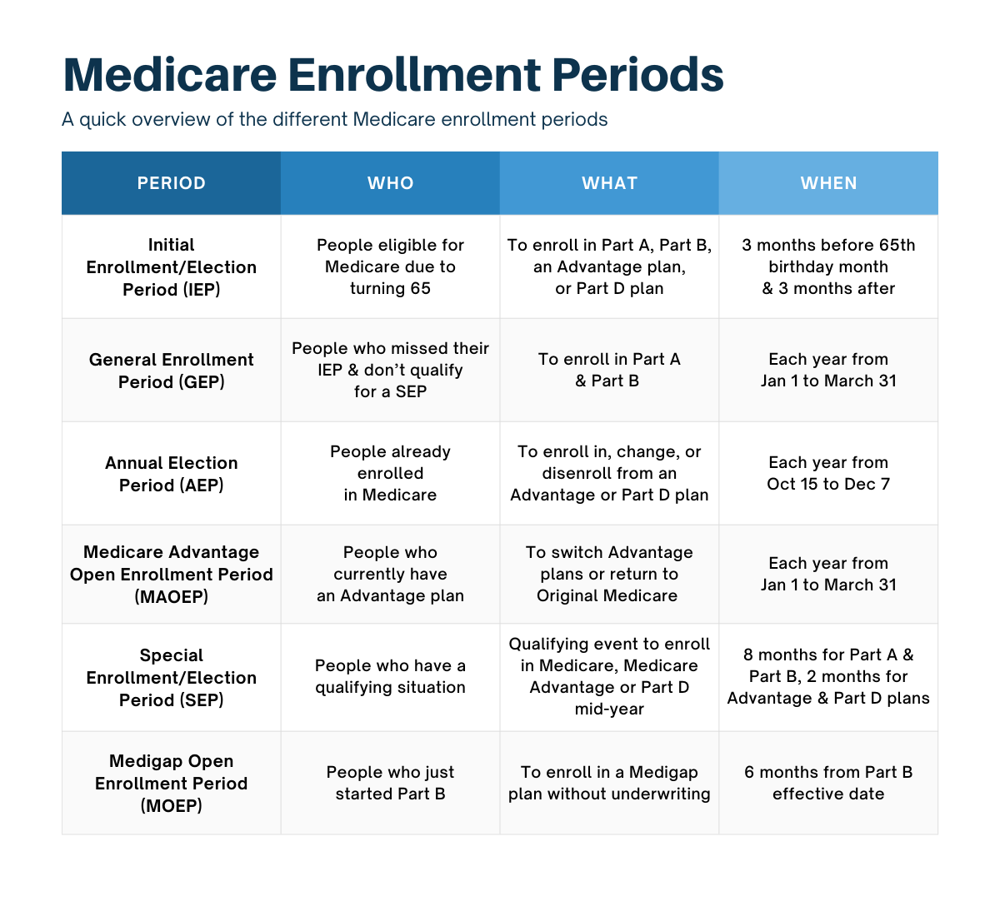 Medicare Enrollment Periods
A quick overview of the different Medicare enrollment periods
PERIOD
WHO
WHAT
WHEN
Initial
Enrollment/Election
Period (IEP)
People eligible for
Medicare due to
turning 65
To enroll in Part A, Part B,
an Advantage plan,
or Part D plan
3 months before 65th
birthday month
& 3 months after
General Enrollment
Period (GEP)
People who missed their
IEP & don’t qualify
for a SEP
To enroll in Part A
& Part B
Each year from
Jan 1 to March 31
Annual Election
Period (AEP)
People already
enrolled
in Medicare
To enroll in, change, or
disenroll from an
Advantage or Part D plan
Each year from
Oct 15 to Dec 7
Medicare Advantage
Open Enrollment Period
(MAOEP)
People who
currently have
an Advantage plan
To switch Advantage
plans or return to
Original Medicare
Each year from
Jan 1 to March 31
Special
Enrollment/Election
Period (SEP)
People who have a
qualifying situation
Qualifying event to enroll
in Medicare, Medicare
Advantage or Part D
mid-year
8 months for Part A &
Part B, 2 months for
Advantage & Part D plans
Medigap Open
Enrollment Period
(MOEP)
People who just
started Part B
To enroll in a Medigap
plan without underwriting
6 months from Part B
effective date